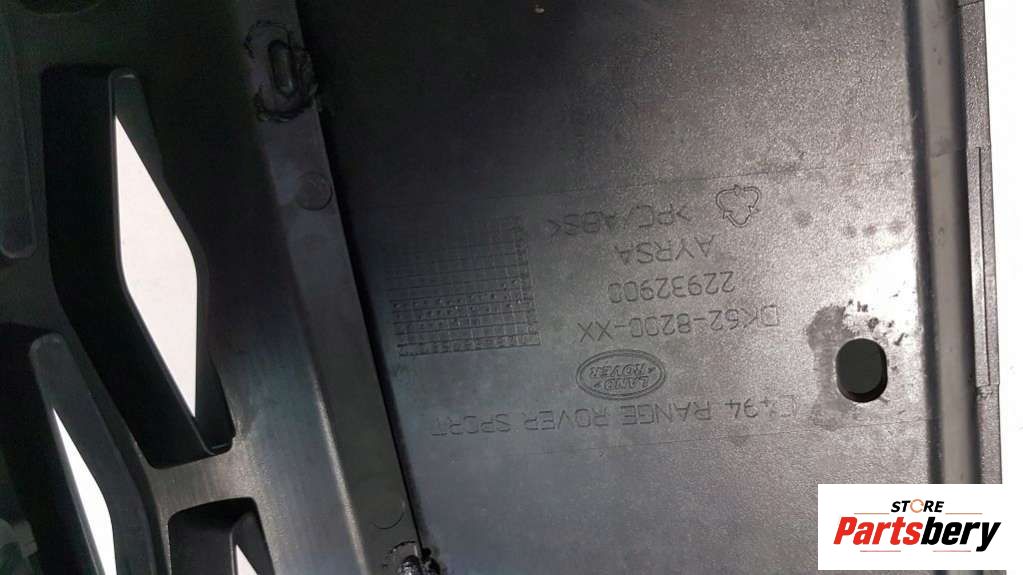 L494 RANGE ROVER SPORT
LAND
ROVER
DK62-8200-XX
22932900
AYRSA
>PC/ABS<
STORE
Partsbery